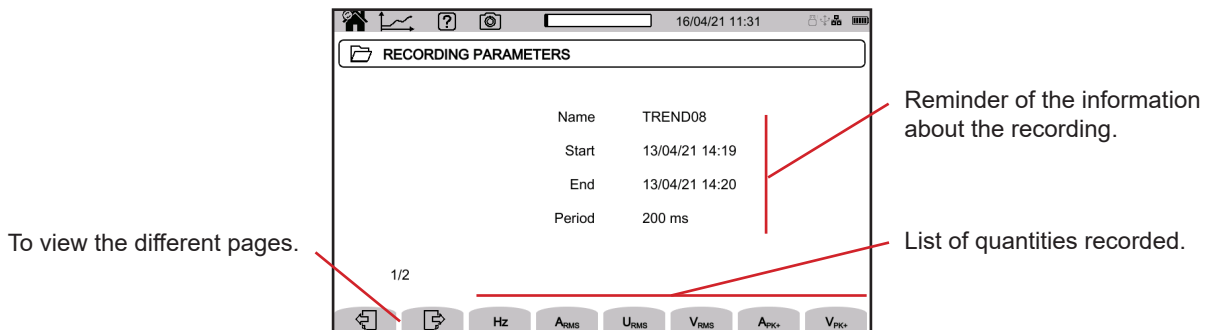 16/04/21 11:31
RECORDING PARAMETERS
Name TREND08
Start 13/04/21 14:19
End 13/04/21 14:20
Period 200 ms
Reminder of the information
about the recording.
To view the different pages.
List of quantities recorded.
1/2
Hz ARMS URMS VRMS APK+ VPK+